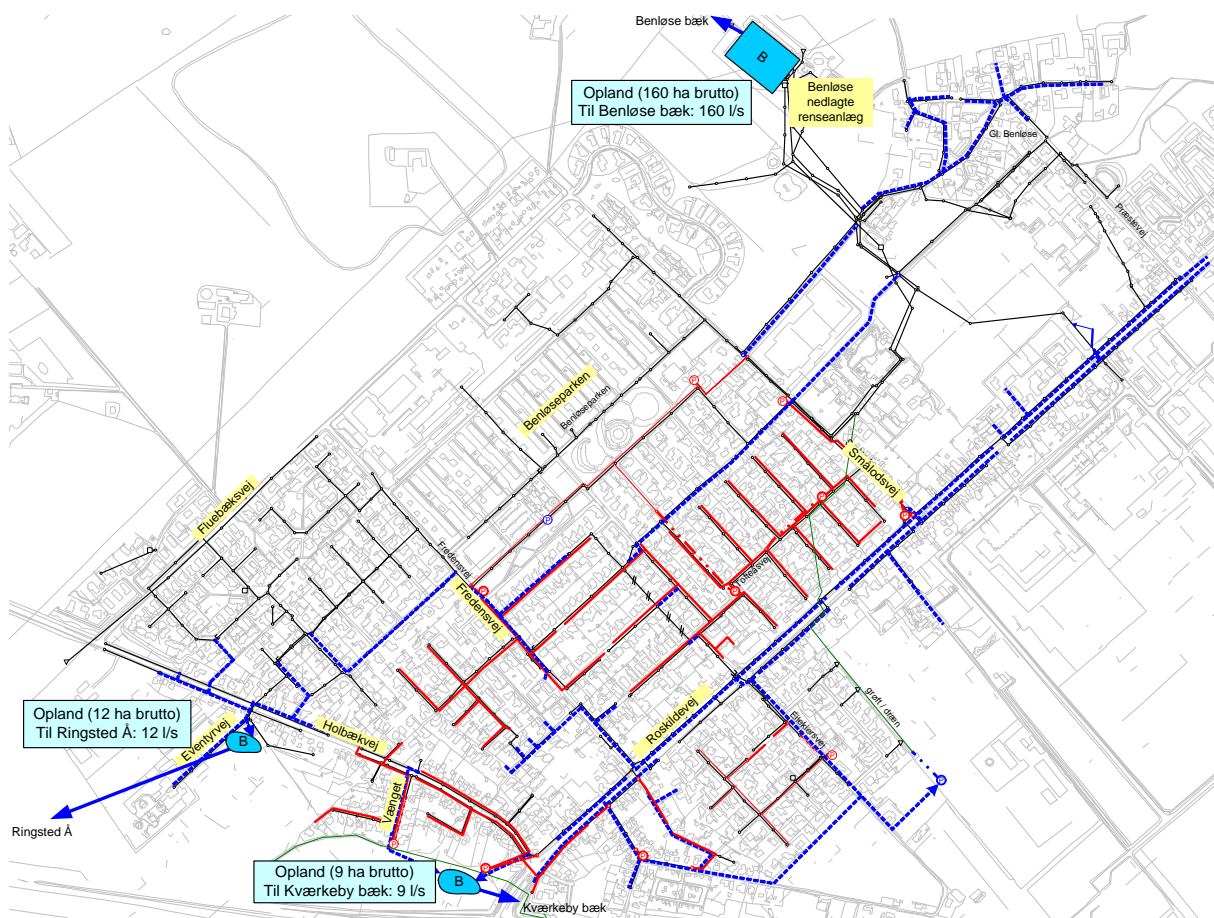 Benløse bæk
B
Opland (160 ha brutto)
Til Benløse bæk: 160 l/s
Benløse
nedlagte
renseanlæg
Gl. Benløse
Præstevej
P
Benløseparken
Benløseparken
P
Smålodsvej
Fluebæksvej
P
P
P
Fredensvej
Fredensvej
P
Toftegårdsvej
P
grøft / dræn
Opland (12 ha brutto)
Til Ringsted Å: 12 l/s
Eventyrvej
B
Holbækvej
Roskildevej
P
P
Ringsted Å
Vænget
P
P
P
Opland (9 ha brutto)
Til Kværkeby bæk: 9 l/s
B
Kværkeby bæk